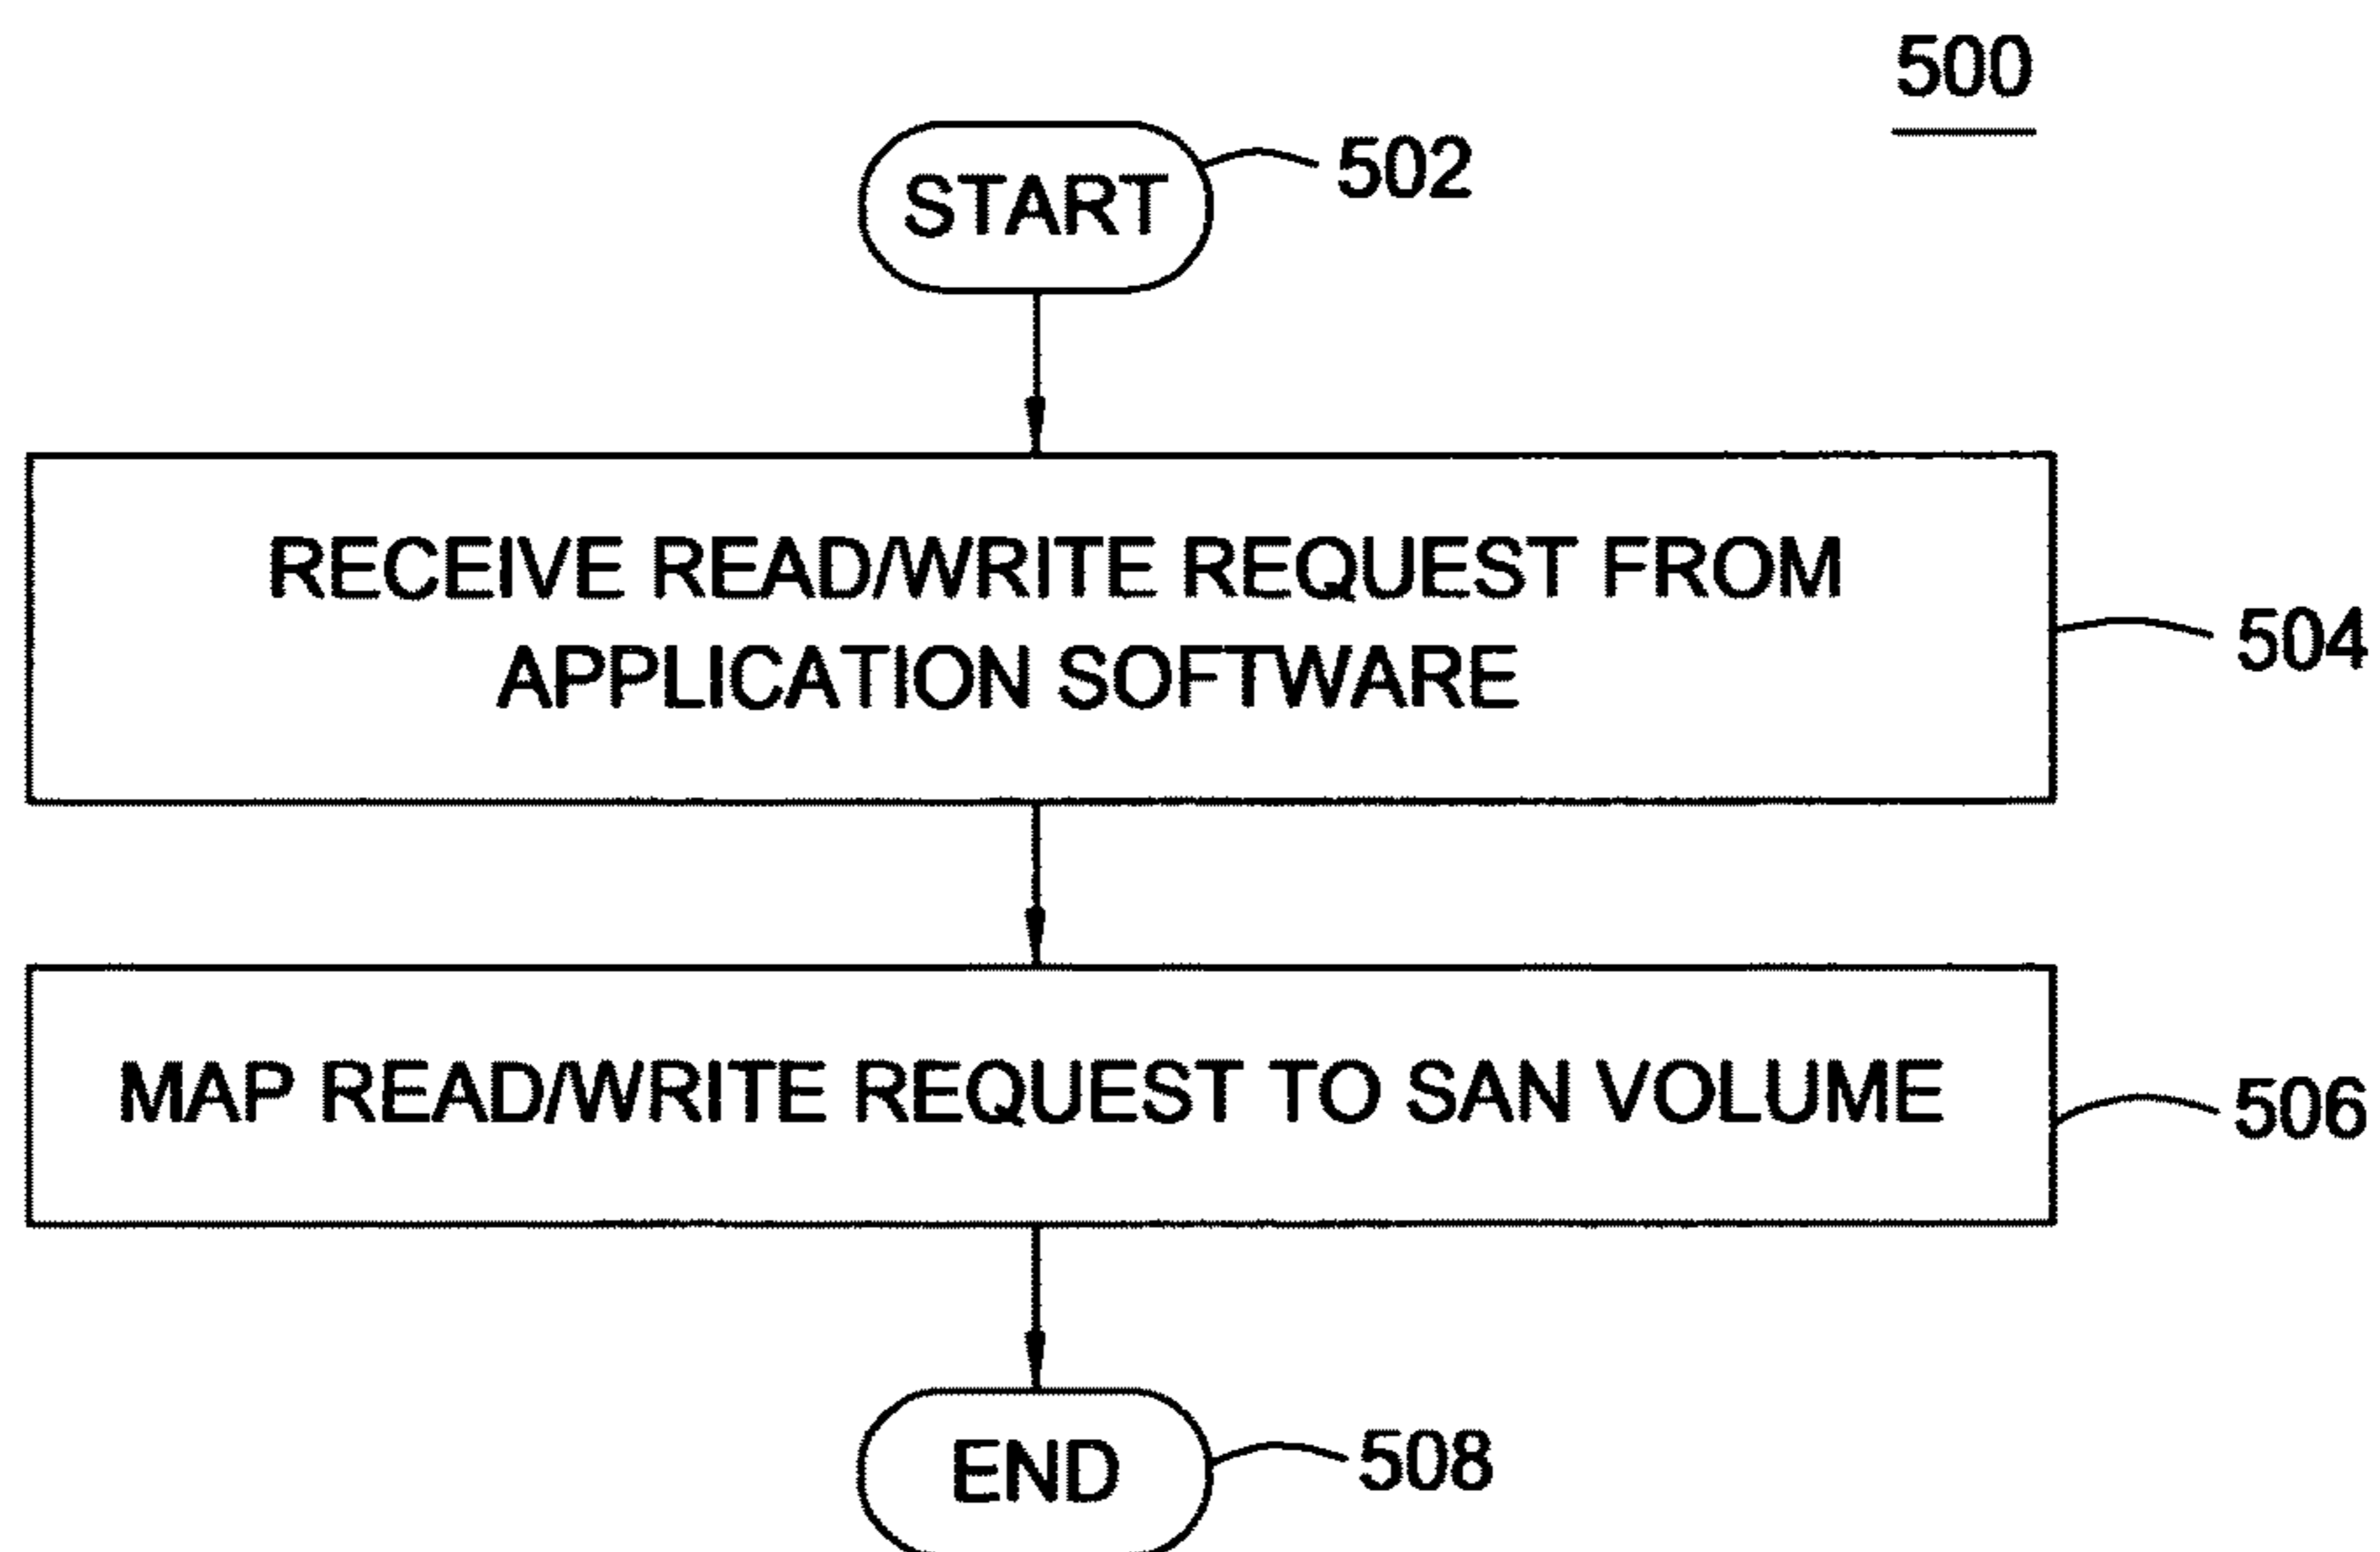 500
START
502
RECEIVE READ/WRITE REQUEST FROM
APPLICATION SOFTWARE
504
MAP READ/WRITE REQUEST TO SAN VOLUME
506
END
508